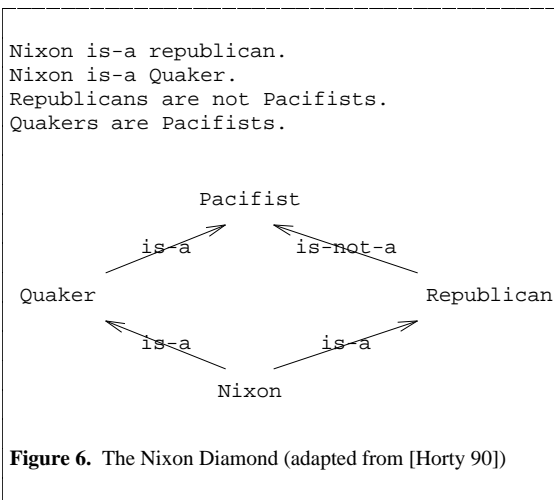 Nixon is-a republican.
Nixon is-a Quaker.
Republicans are not Pacifists.
Quakers are Pacifists.
Pacifist
is-a is-not-a
Quaker Republican
is-a is-a
Nixon
Figure 6. The Nixon Diamond (adapted from [Horty 90])